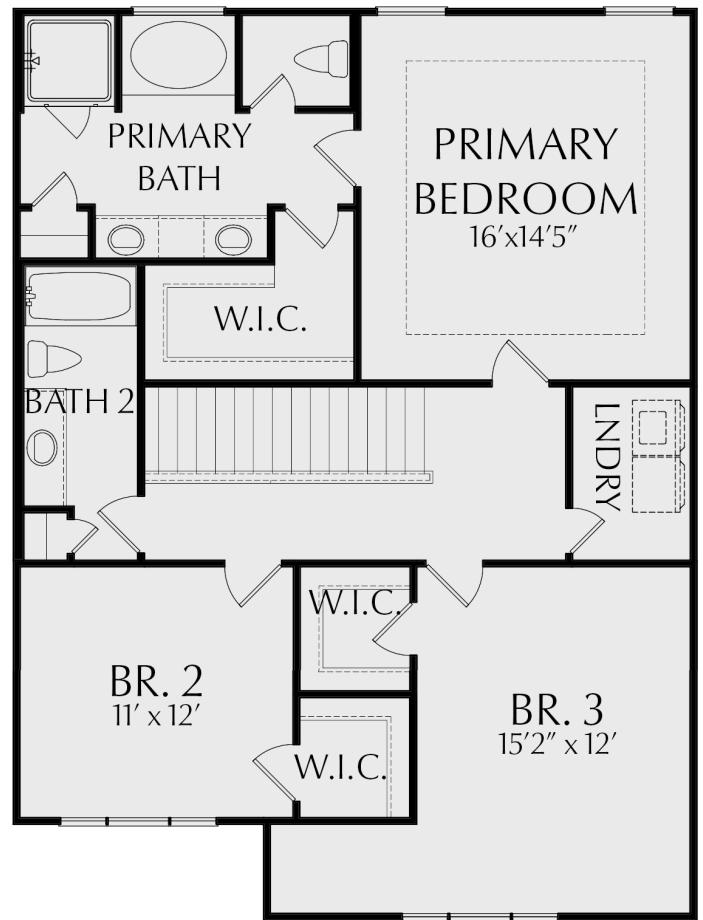 PRIMARY
BATH
PRIMARY
BEDROOM
16'x14'5"
W.I.C.
BATH 2
LNDRY
W.I.C.
BR. 2
11' x 12'
BR. 3
15'2" x 12'
W.I.C.